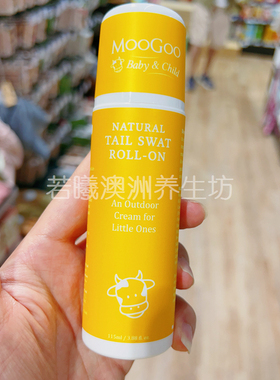 MooGoo
Baby & Child
NATURAL
TAIL SWAT
ROLL-ON
若曦澳洲养生坊
An Outdoor
Cream for
Little Ones